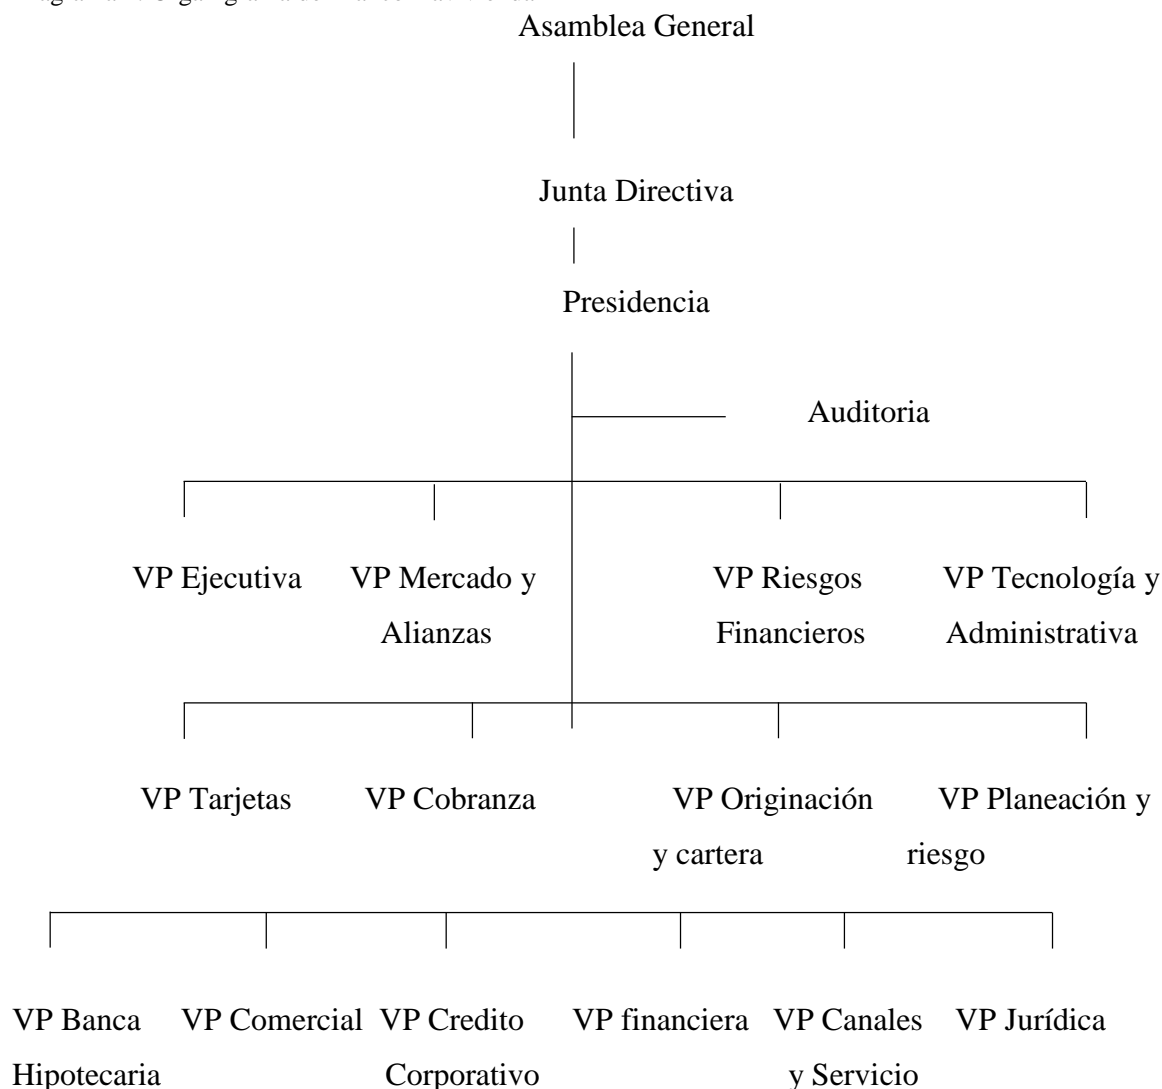 Asamblea General
Junta Directiva
Presidencia
Auditoria
VP Ejecutiva VP Mercado y VP Riesgos VP Tecnología y
Alianzas Financieros Administrativa
VP Tarjetas VP Cobranza VP Originación VP Planeación y
y cartera riesgo
VP Banca VP Comercial VP Credito VP financiera VP Canales VP Jurídica
Hipotecaria Corporativo y Servicio